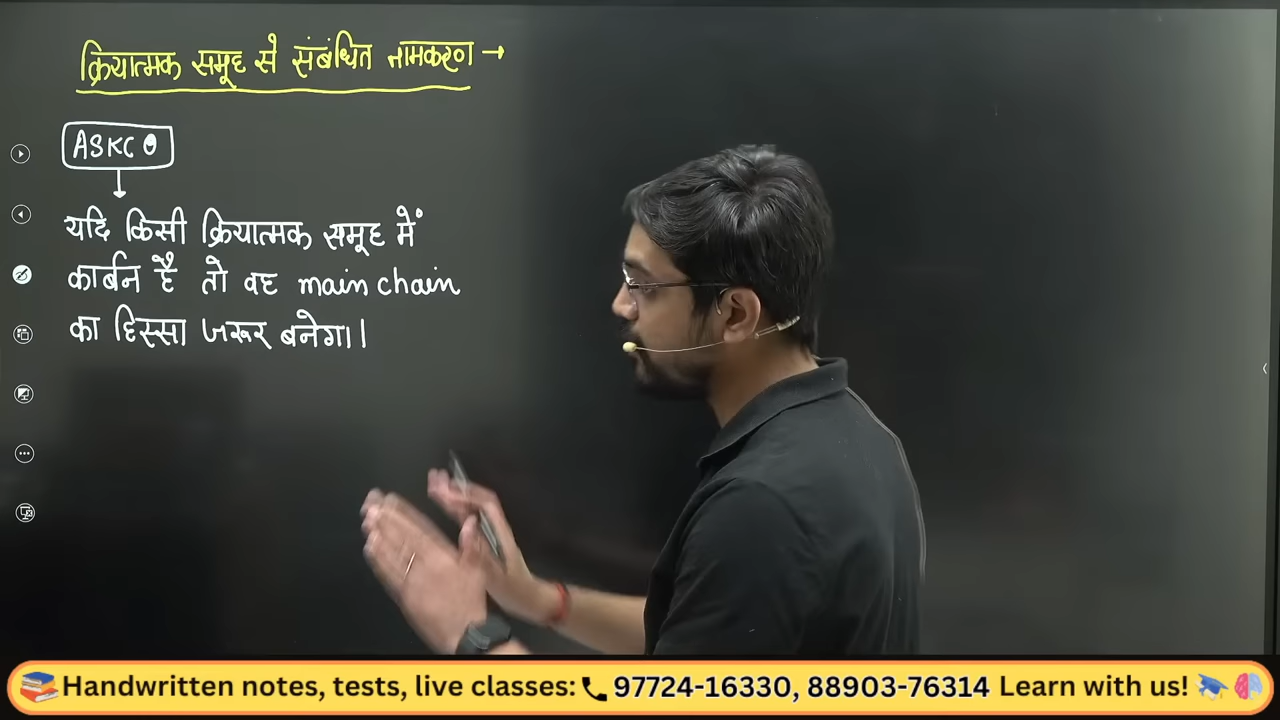 क्रियात्मक समूह से संबंधित नामकरण →
ASKC
यदि किसी क्रियात्मक समूह में
कार्बन है तो वह main chain
का हिस्सा जरूर बनेगा।
Handwritten notes, tests, live classes: 97724-16330, 88903-76314 Learn with us!